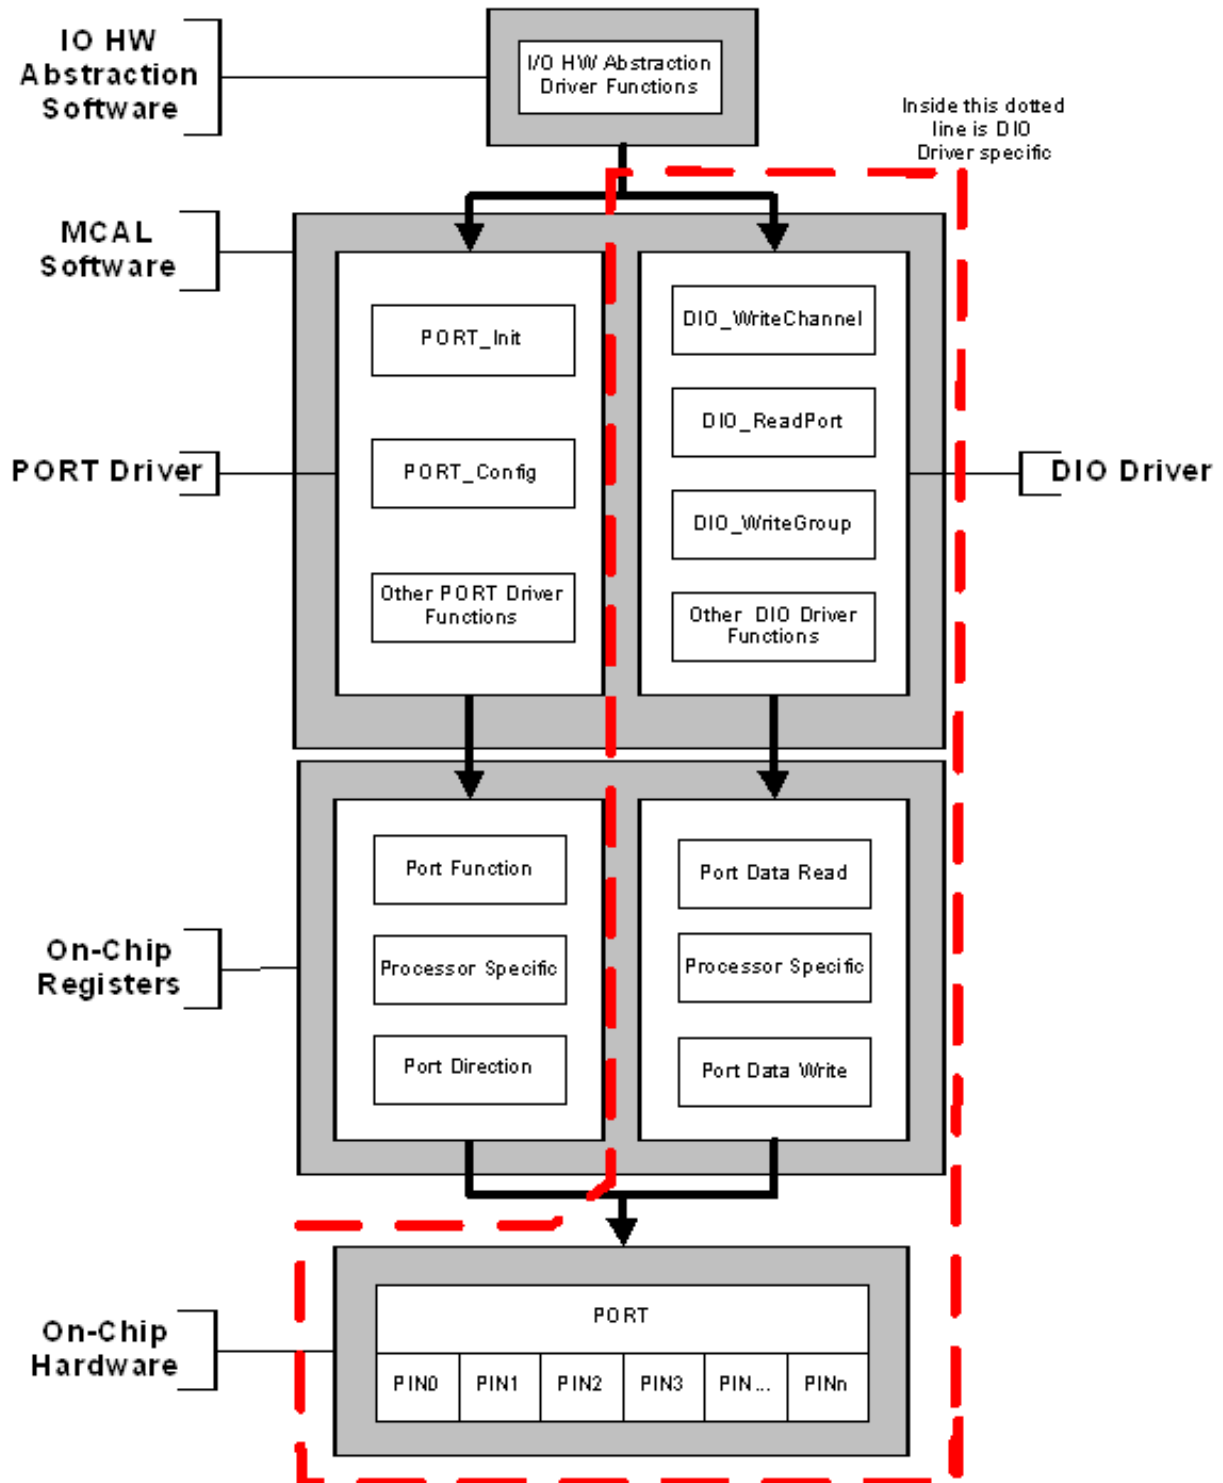 IO HW
Abstraction
Software
I/O HW Abstraction
Driver Functions
Inside this dotted
line is DIO
Driver specific
MCAL
Software
PORT_Init
PORT_Config
Other PORT Driver
Functions
DIO_WriteChannel
DIO_ReadPort
DIO_WriteGroup
Other DIO Driver
Functions
PORT Driver
DIO Driver
On-Chip
Registers
Port Function
Processor Specific
Port Direction
Port Data Read
Processor Specific
Port Data Write
On-Chip
Hardware
PORT
PIN0 PIN1 PIN2 PIN3 PIN... PINn